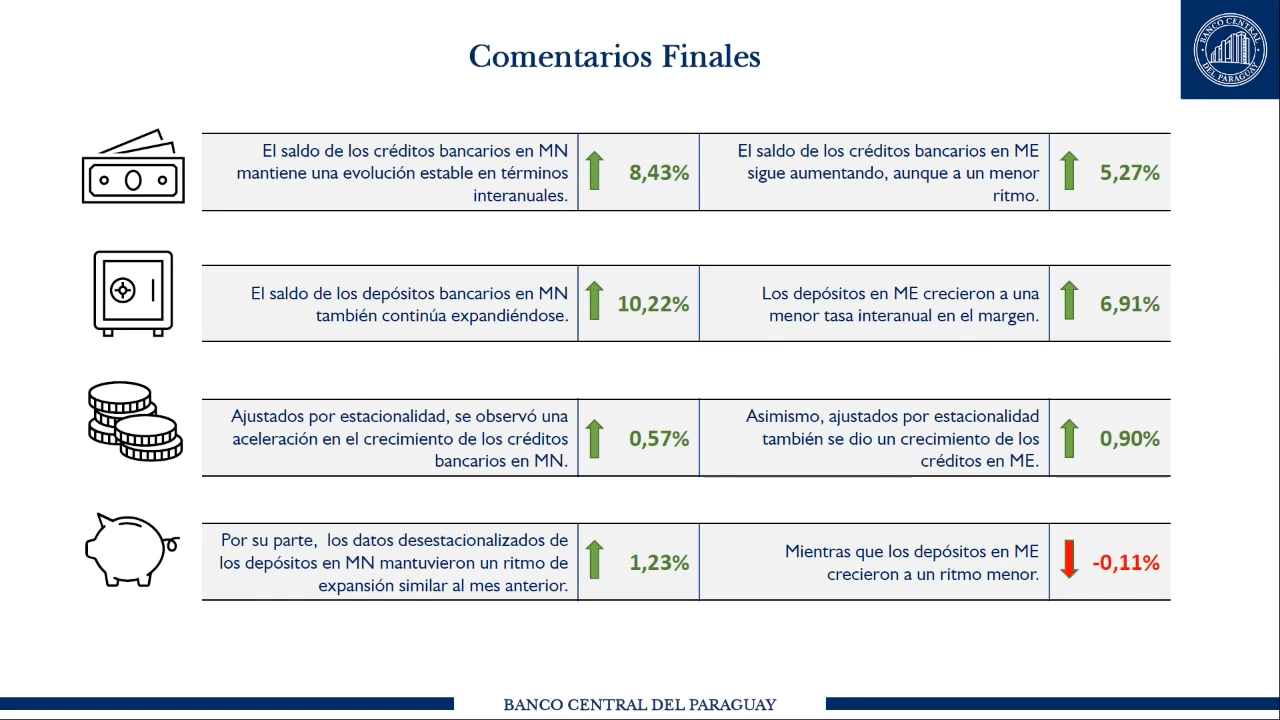 Comentarios Finales
BANCO CENTRAL
DEL PARAGUAY
El saldo de los créditos bancarios en MN
mantiene una evolución estable en términos
interanuales.
8,43%
El saldo de los créditos bancarios en ME
sigue aumentando, aunque a un menor
ritmo.
5,27%
El saldo de los depósitos bancarios en MN
también continúa expandiéndose.
10,22%
Los depósitos en ME crecieron a una
menor tasa interanual en el margen.
6,91%
Ajustados por estacionalidad, se observó una
aceleración en el crecimiento de los créditos
bancarios en MN.
0,57%
Asimismo, ajustados por estacionalidad
también se dio un crecimiento de los
créditos en ME.
0,90%
Por su parte,  los datos desestacionalizados de
los depósitos en MN mantuvieron un ritmo de
expansión similar al mes anterior.
1,23%
Mientras que los depósitos en ME
crecieron a un ritmo menor.
-0,11%
BANCO CENTRAL DEL PARAGUAY